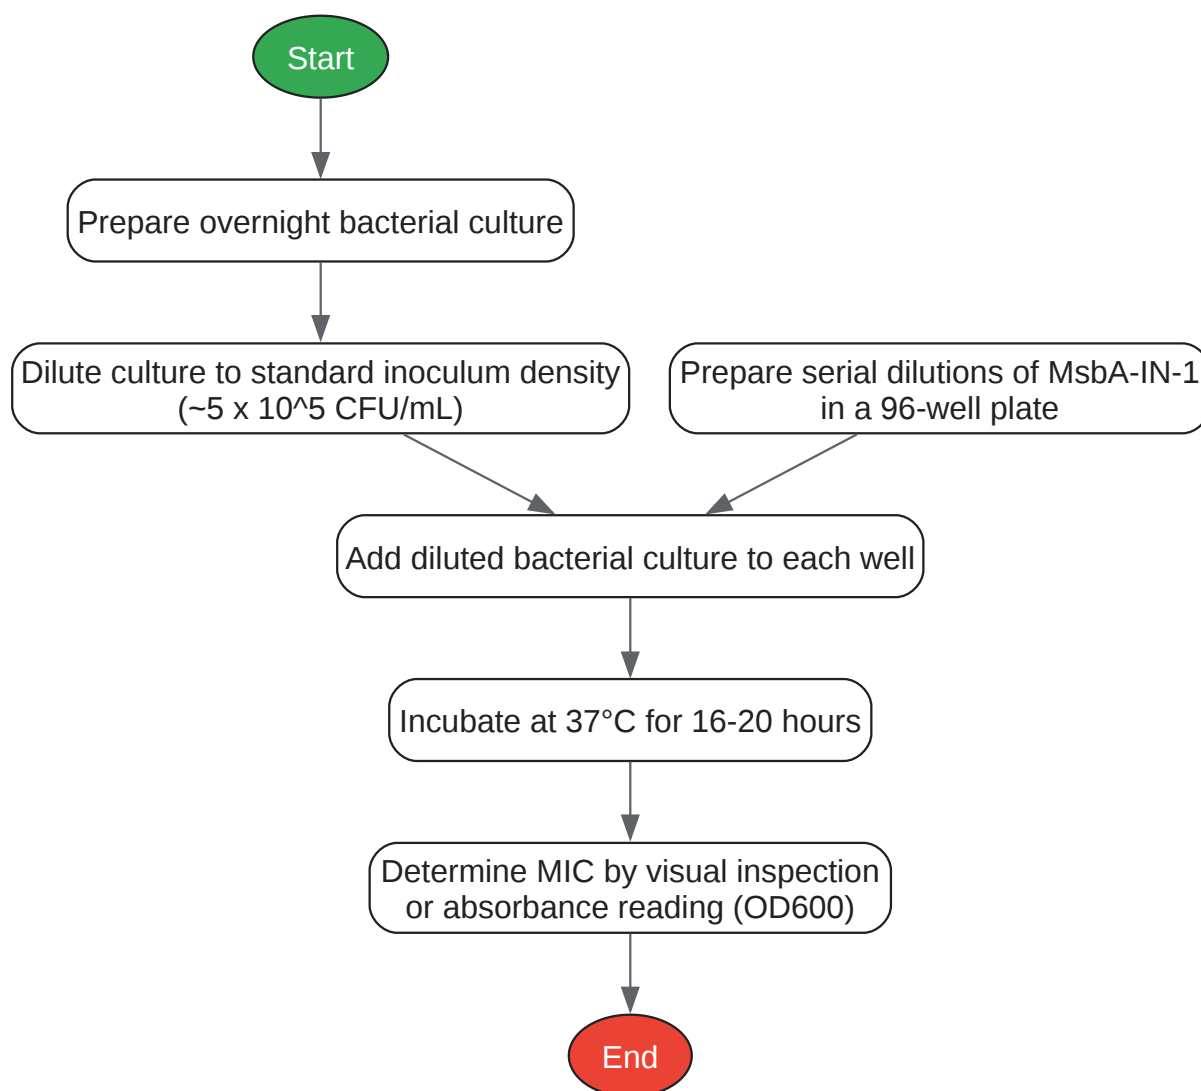 Start
Prepare overnight bacterial culture
Dilute culture to standard inoculum density
(~5 x 10^5 CFU/mL)
Prepare serial dilutions of MsbA-IN-1
in a 96-well plate
Add diluted bacterial culture to each well
Incubate at 37°C for 16-20 hours
Determine MIC by visual inspection
or absorbance reading (OD600)
End